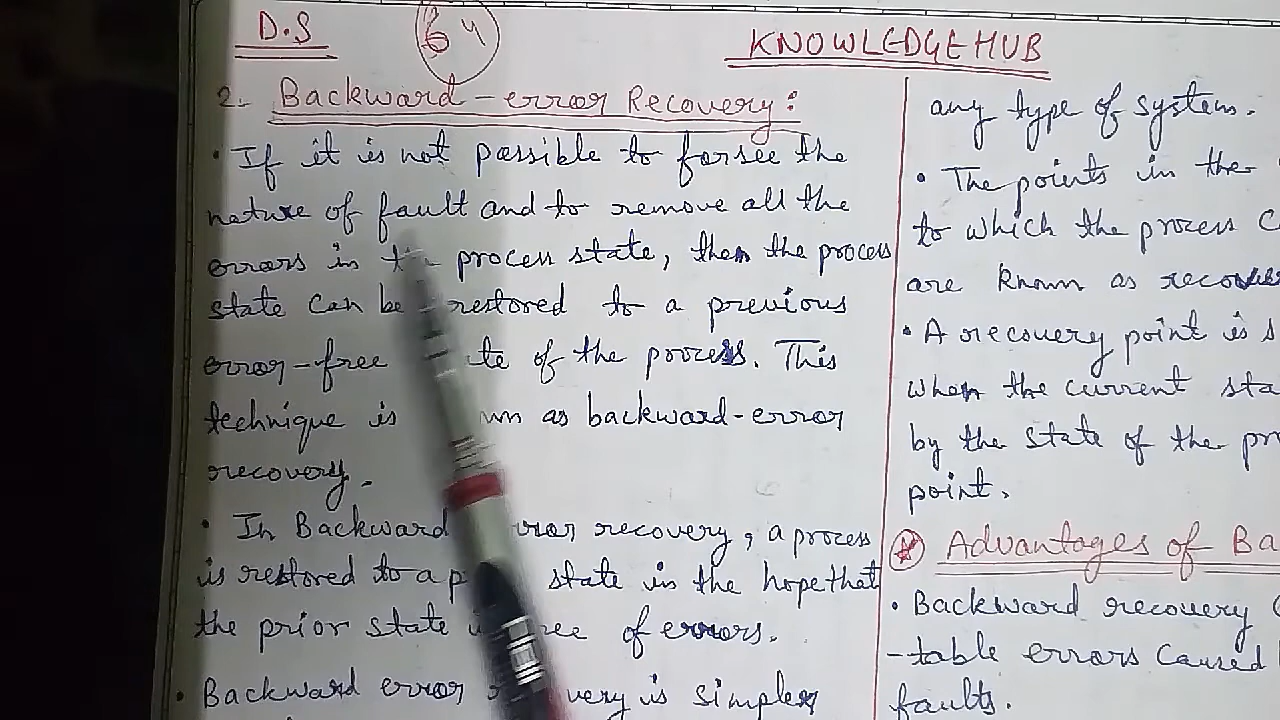 D.S
64
KNOWLEDGEHUB
2. Backward-error Recovery:
• If it is not possible to forsee the
nature of fault and to remove all the
errors in process state, then the process
state can be restored to a previous
error-free of the process. This
technique is as backward-error
recovery.
• In Backward recovery, a process
is restored to a state in the hope that
the prior state of errors.
• Backward error is simpler
any type of system.
• The points in the
to which the process
are known as
• A recovery point is
when the current
by the state of the
point.
Advantages of
• Backward recovery
-table errors caused
faults.